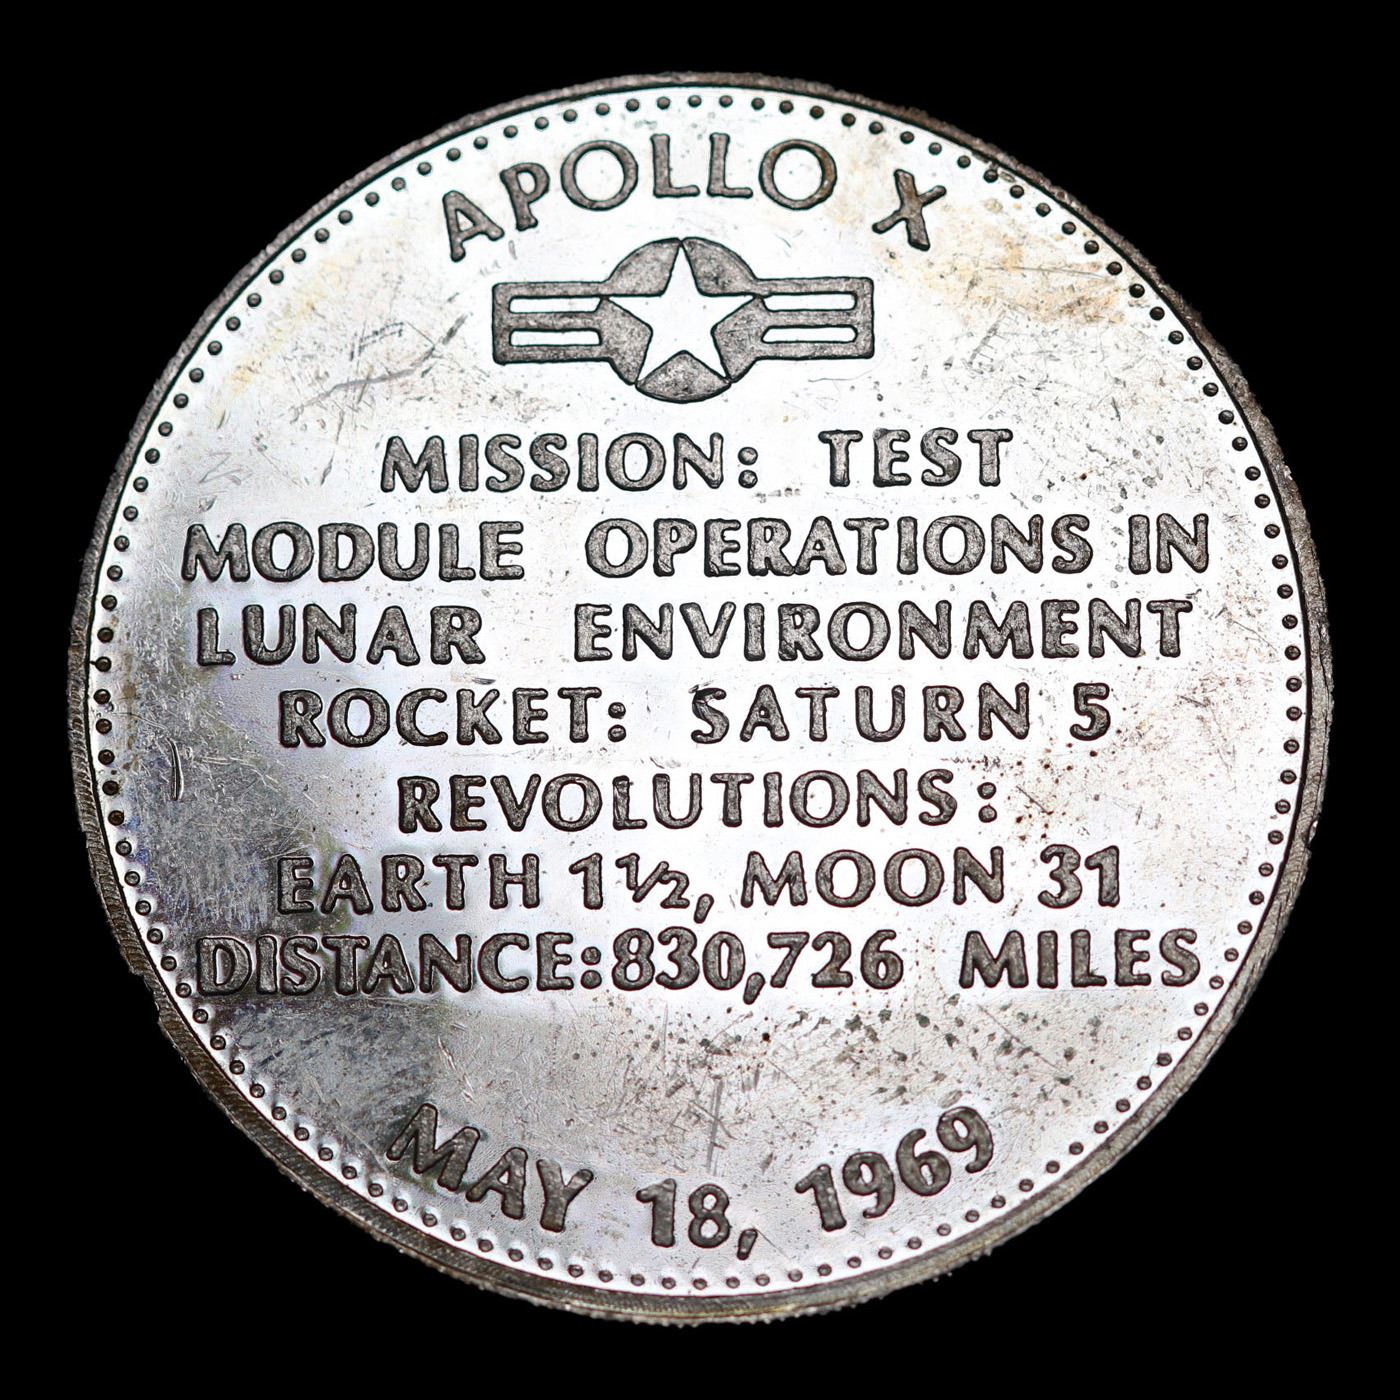 APOLLO X
MISSION: TEST
MODULE OPERATIONS IN
LUNAR ENVIRONMENT
ROCKET: SATURN 5
REVOLUTIONS:
EARTH 1½, MOON 31
DISTANCE:830,726 MILES
MAY 18, 1969